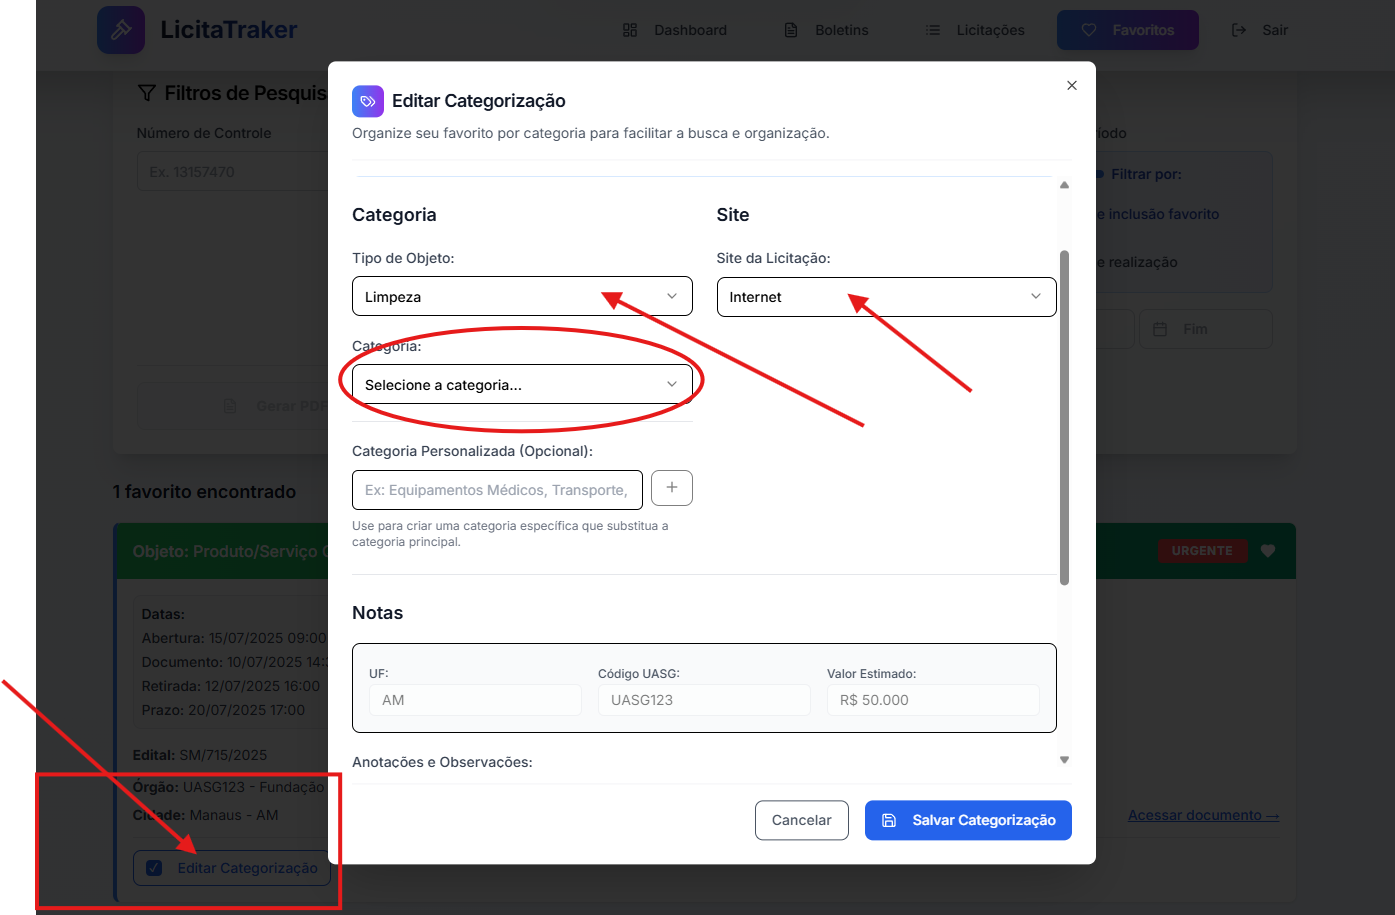 LicitaTraker
Dashboard
Boletins
Licitações
Favoritos
Sair
Filtros de Pesquis
Número de Controle
Ex. 13157470
Gerar PDF
ríodo
Filtrar por:
e inclusão favorito
e realização
Fim
Editar Categorização
Organize seu favorito por categoria para facilitar a busca e organização.
Categoria
Tipo de Objeto:
Limpeza
Categoria:
Selecione a categoria...
Categoria Personalizada (Opcional):
Ex: Equipamentos Médicos, Transporte,
Use para criar uma categoria específica que substitua a
categoria principal.
Site
Site da Licitação:
Internet
Notas
UF:
AM
Código UASG:
UASG123
Valor Estimado:
R$ 50.000
Anotações e Observações:
Cancelar
Salvar Categorização
1 favorito encontrado
Objeto: Produto/Serviço
URGENTE
Datas:
Abertura: 15/07/2025 09:00
Documento: 10/07/2025 14:
Retirada: 12/07/2025 16:00
Prazo: 20/07/2025 17:00
Edital: SM/715/2025
Órgão: UASG123 - Fundação
Cidade: Manaus - AM
Editar Categorização
Acessar documento →